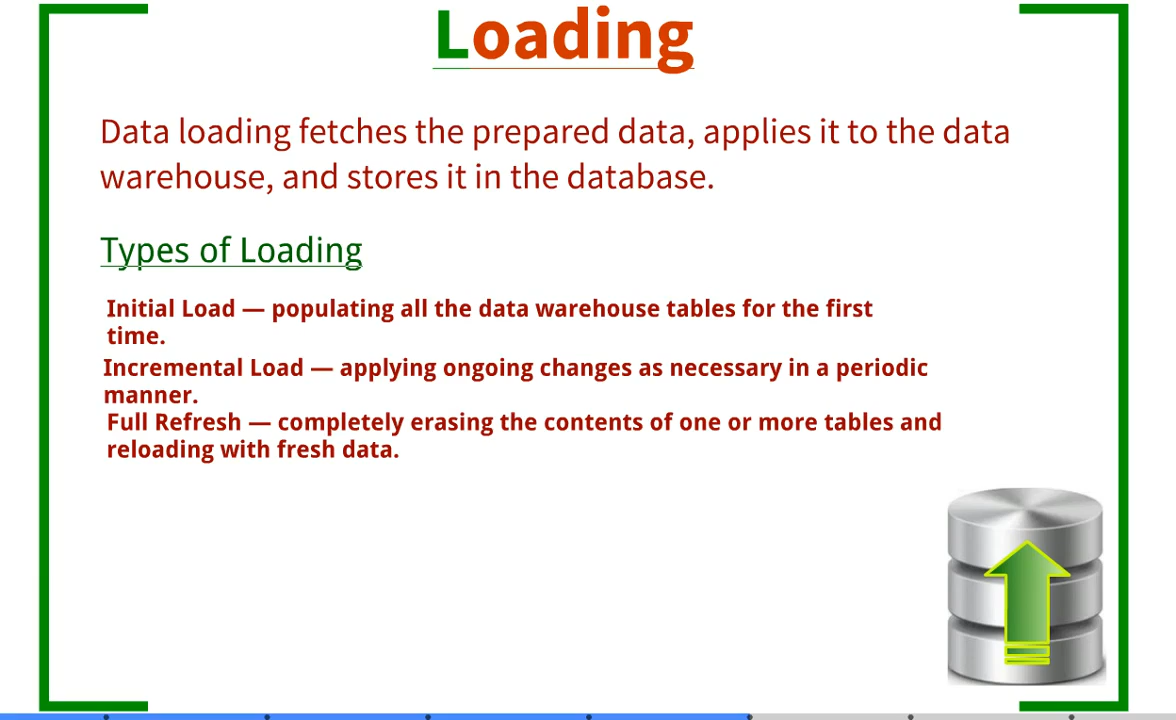 Loading
Data loading fetches the prepared data, applies it to the data
warehouse, and stores it in the database.
Types of Loading
Initial Load — populating all the data warehouse tables for the first
time.
Incremental Load — applying ongoing changes as necessary in a periodic
manner.
Full Refresh — completely erasing the contents of one or more tables and
reloading with fresh data.